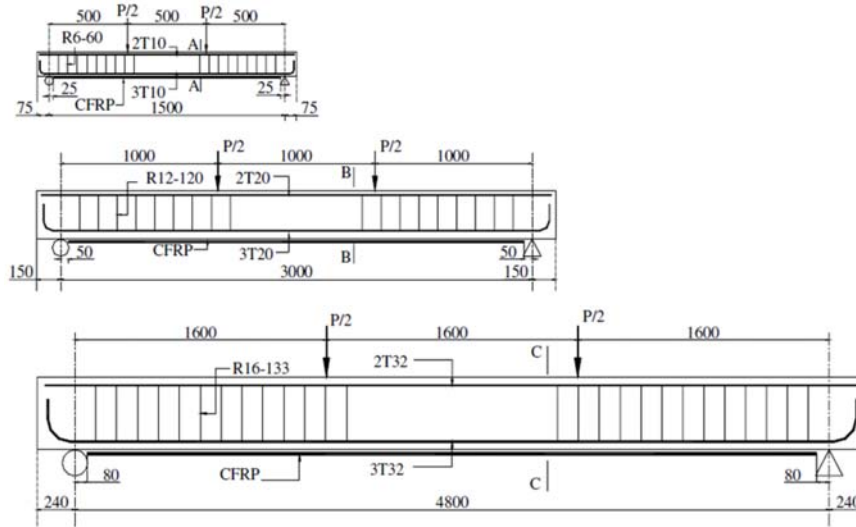 500 500 500
P/2 P/2
R6-60 2T10 A
25 CFRP 3T10 A 25
75 1500 75
P/2 P/2
1000 1000 1000
R12-120 2T20 B
50 CFRP 3T20 B 50
150 3000 150
P/2 P/2
1600 1600 1600
R16-133 2T32 C
80 CFRP 3T32 C 80
240 4800 240